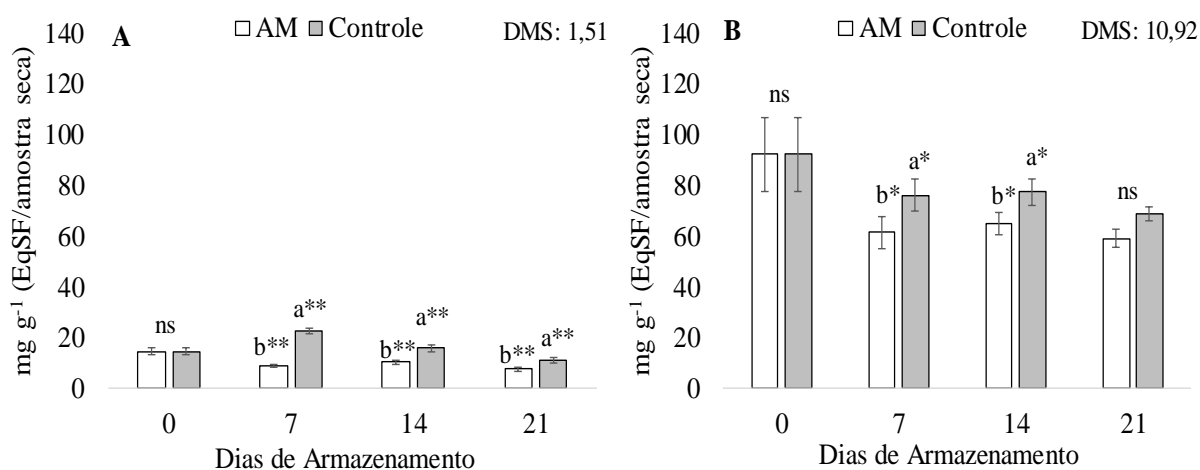 A
AM Controle
DMS: 1,51
140
120
100
80
60
40
20
0
mg g⁻¹ (EqSF/amostra seca)
ns
b** a**
b** a**
b** a**
0 7 14 21
Dias de Armazenamento
B
AM Controle
DMS: 10,92
140
120
100
80
60
40
20
0
mg g⁻¹ (EqSF/amostra seca)
ns
b* a*
b* a*
ns
0 7 14 21
Dias de Armazenamento